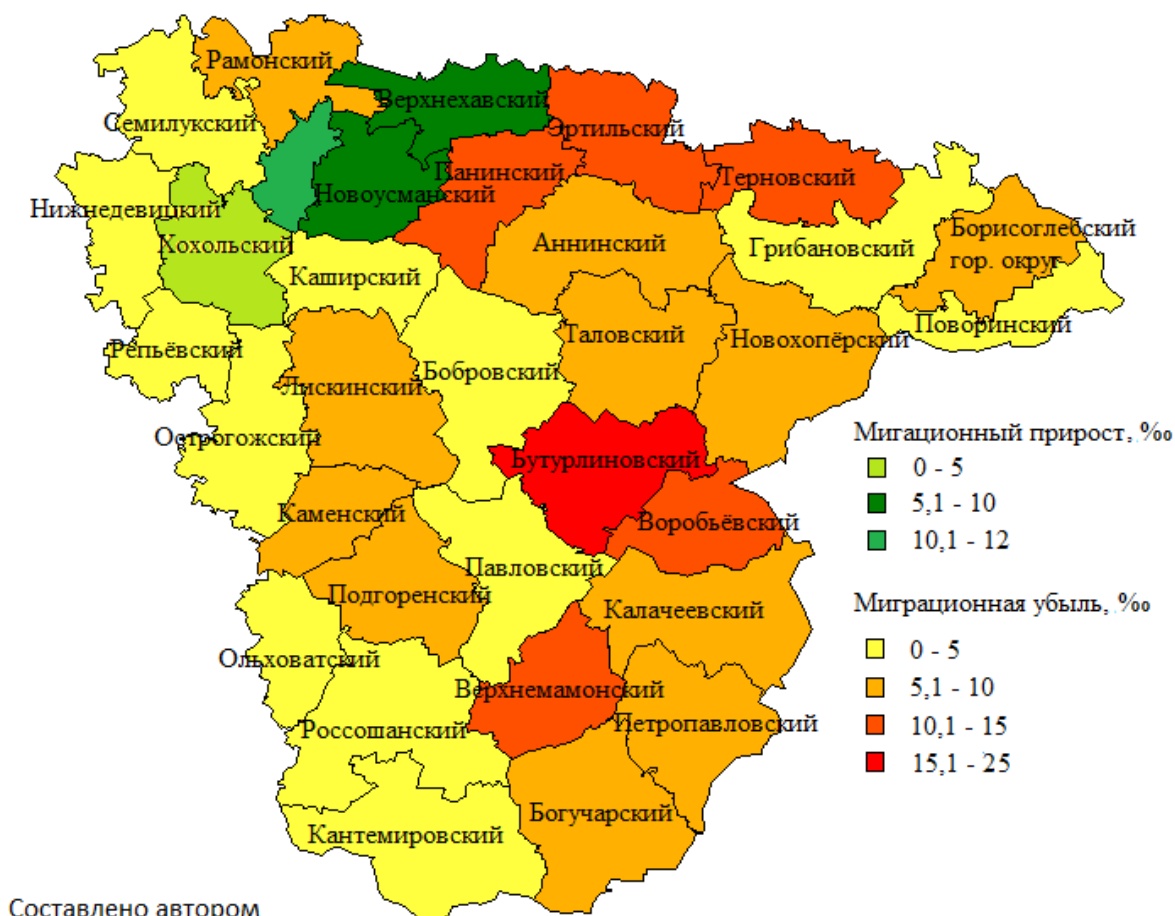 Рамонский
Верхнехавский
Семилукский
Эртильский
Панинский
Терновский
Новоусманский
Нижнедевицкий
Хохольский
Аннинский
Грибановский
Борисоглебский
гор. округ
Каширский
Поворинский
Таловский
Новохопёрский
Репьёвский
Бобровский
Лискинский
Острогожский
Бутурлиновский
Каменский
Воробьёвский
Павловский
Подгоренский
Калачеевский
Ольховатский
Верхнемамонский
Россошанский
Петропавловский
Богучарский
Кантемировский
Мигационный прирост, ‰
0 - 5
5,1 - 10
10,1 - 12
Миграционная убыль, ‰
0 - 5
5,1 - 10
10,1 - 15
15,1 - 25
Составлено автором